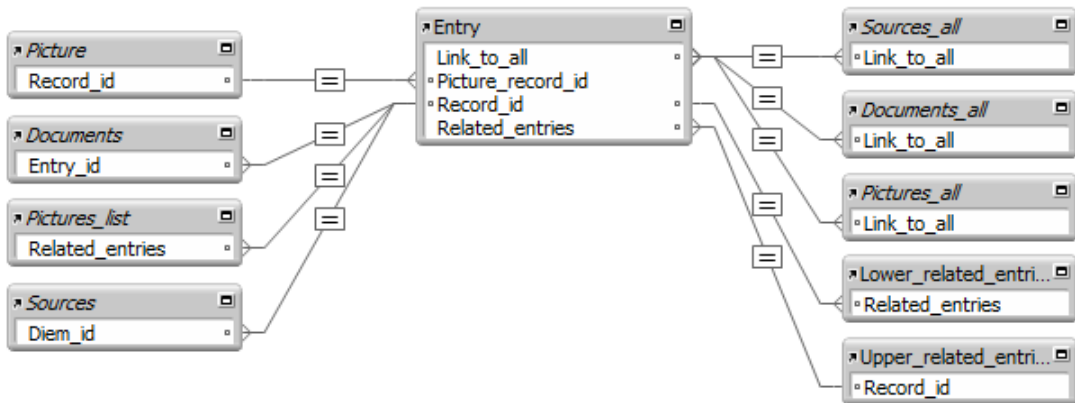 Picture
Record_id
Documents
Entry_id
Pictures_list
Related_entries
Sources
Diem_id
=
=
=
=
Entry
Link_to_all
Picture_record_id
Record_id
Related_entries
=
=
=
=
=
Sources_all
Link_to_all
Documents_all
Link_to_all
Pictures_all
Link_to_all
Lower_related_entri...
Related_entries
Upper_related_entri...
Record_id